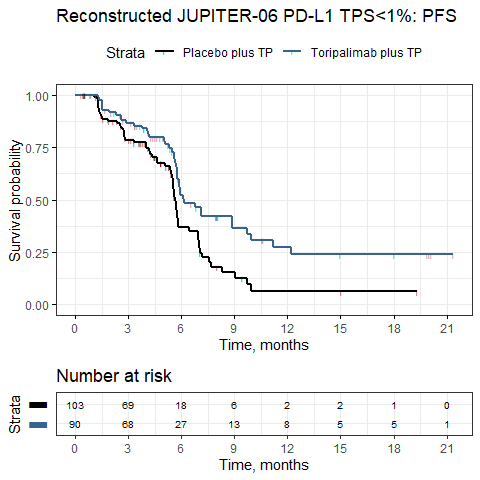 Reconstructed JUPITER-06 PD-L1 TPS<1%: PFS
Strata Placebo plus TP Toripalimab plus TP
Survival probability
1.00
0.75
0.50
0.25
0.00
0 3 6 9 12 15 18 21
Time, months
Number at risk
Strata
103 69 18 6 2 2 1 0
90 68 27 13 8 5 5 1
0 3 6 9 12 15 18 21
Time, months